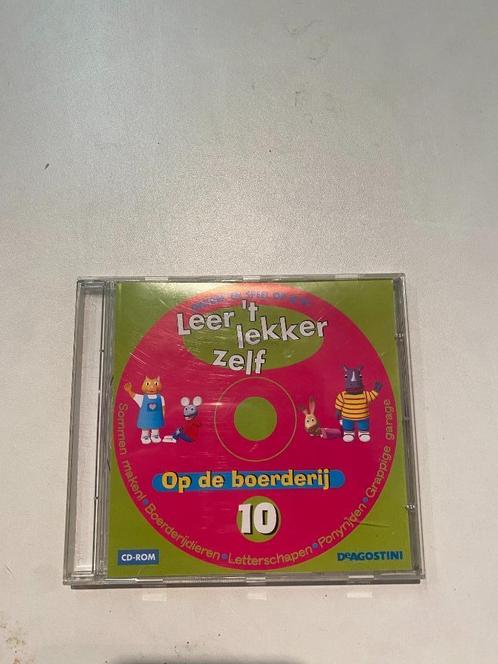 Leer 't
lekker
zelf
Op de boerderij
10
Sommen maken! • Boerderijdieren • Letterschapen • Ponyrijden • Grappige garage
CD-ROM
DeAGOSTINI